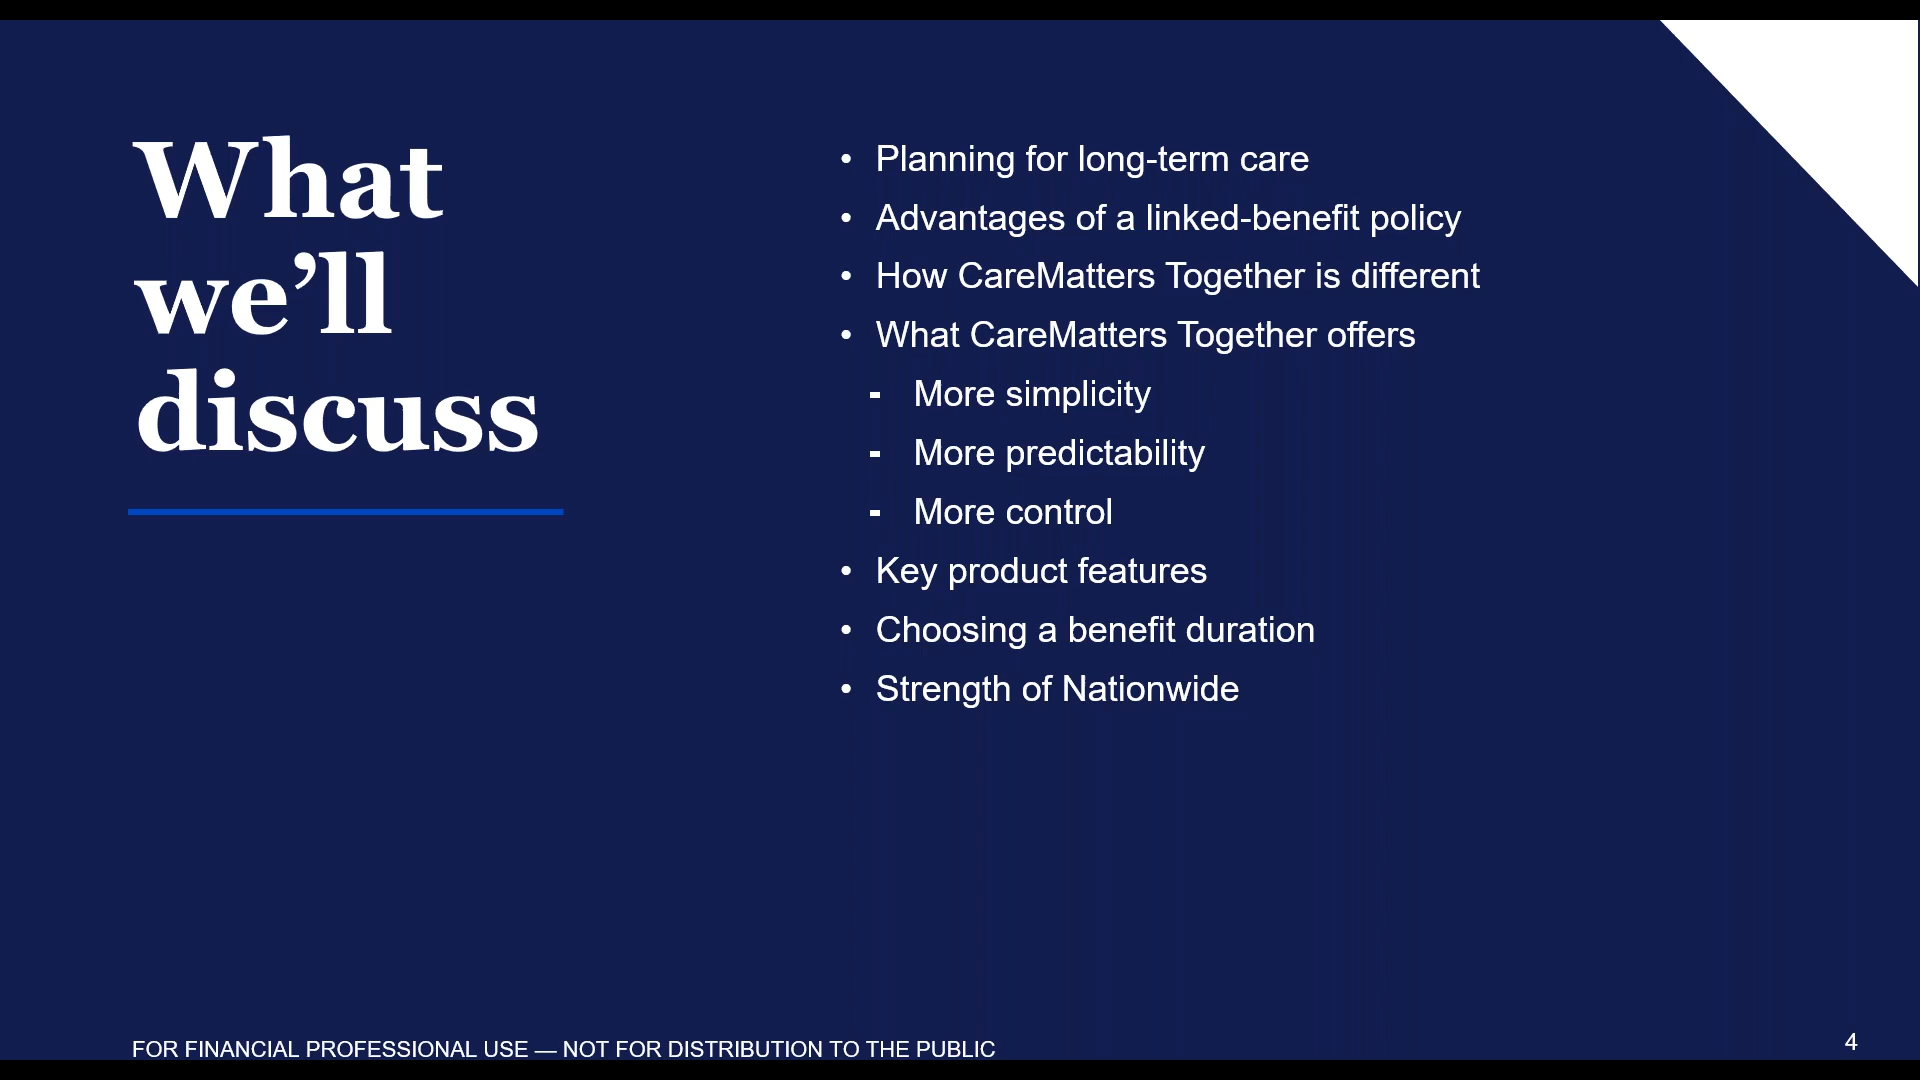 What
we’ll
discuss
• Planning for long-term care
• Advantages of a linked-benefit policy
• How CareMatters Together is different
• What CareMatters Together offers
- More simplicity
- More predictability
- More control
• Key product features
• Choosing a benefit duration
• Strength of Nationwide
FOR FINANCIAL PROFESSIONAL USE — NOT FOR DISTRIBUTION TO THE PUBLIC
4